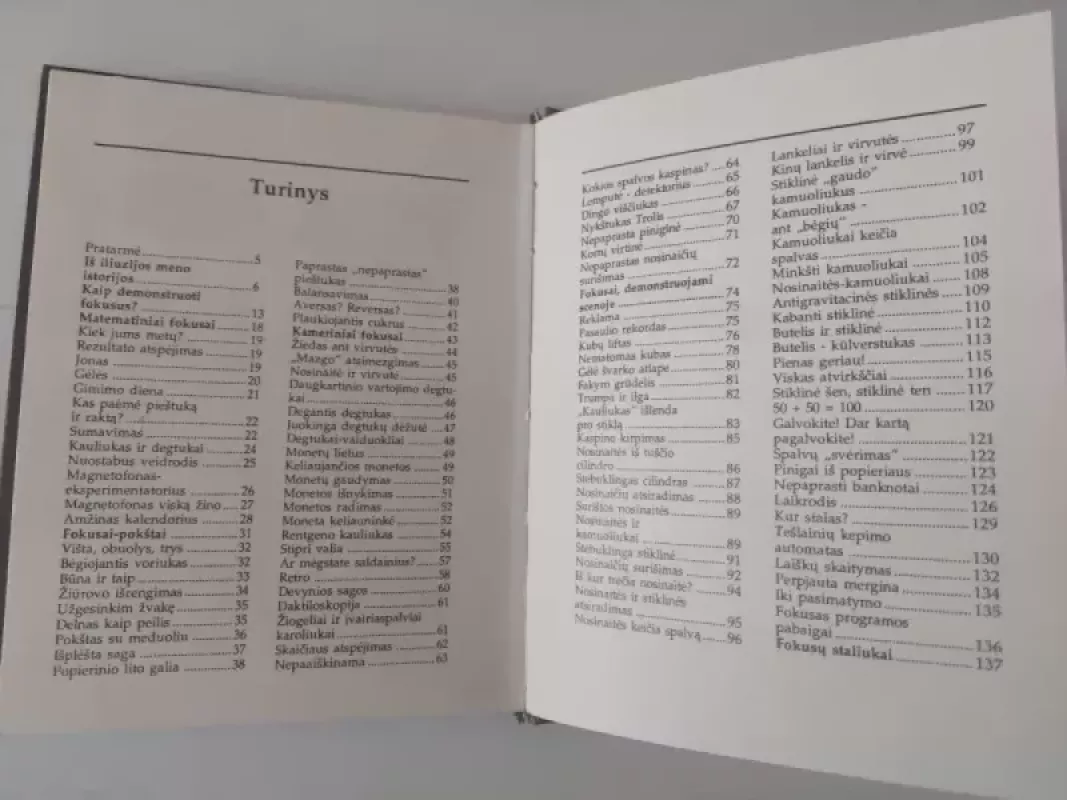 Turinys
Pratarmė 5
Iš iliuzijos meno
istorijos 6
Kaip demonstruoti
fokusus? 13
Matematiniai fokusai 18
Kiek jums metų? 19
Rezultato atspėjimas 19
Jonas 19
Gėlės 20
Gimimo diena 21
Kas paėmė pieštuką
ir raktą? 22
Sumavimas 22
Kauliukas ir degtukai 24
Nuostabus veidrodis 25
Magnetofonas-
eksperimentatorius 26
Magnetofonas viską žino 27
Amžinas kalendorius 28
Fokusai-pokštai 31
Višta, obuolys, trys 32
Bėgiojantis voriukas 32
Būna ir taip 33
Žiūrovo išrengimas 34
Užgesinkim žvakę 35
Delnas kaip peilis 35
Pokštas su meduoliu 36
Išplėšta saga 37
Popierinio lito galia 38
Paprastas „nepaprastas"
pieštukas 38
Balansavimas 40
Aversas? Reversas? 41
Plaukiojantis cukrus 42
Kameriniai fokusai 43
Žiedas ant virvutės 44
„Mazgo" atsimezgimas 45
Nosinaitė ir virvutė 45
Daugkartinio vartojimo degtu-
kai 46
Degantis degtukas 46
Juokinga degtukų dėžutė 47
Degtukai-vaiduokliai 48
Monetų lietus 49
Keliaujančios monetos 49
Monetų gaudymas 50
Monetos išnykimas 51
Monetos radimas 52
Moneta keliauninkė 52
Rentgeno kauliukas 54
Stipri valia 55
Ar mėgstate saldainius? 57
Retro 58
Devynios sagos 60
Daktiloskopija 61
Žiogeliai ir įvairiaspalviai
karoliukai 61
Skaičiaus atspėjimas 62
Nepaaiškinama 63
Kokios spalvos kaspinas? 64
Lemputė - detektorius 65
Dingo viščiukas 66
Nykštukas Trolis 67
Nepaprasta piniginė 70
Kortų virtinė 71
Nepaprastas nosinaičių
surišimas 72
Fokusai, demonstruojami
scenoje 74
Reklama 75
Pasaulio rekordas 75
Kubų liftas 76
Nematomas kubas 78
Gėlė švarko atlape 80
Fakyro grūdelis 81
Trumpa ir ilga 82
„Kauliukas" išlenda
pro stiklą 83
Kaspino kirpimas 85
Nosinaitės iš tuščio
cilindro 86
Stebuklingas cilindras 87
Nosinaičių atsiradimas 88
Surištos nosinaitės 89
Nosinaitės ir
kamuoliukai 89
Stebuklinga stiklinė 91
Nosinaičių surišimas 92
Iš kur trečia nosinaitė? 94
Nosinaitės ir stiklinės
atsiradimas 95
Nosinaitės keičia spalvą 96
Lankeliai ir virvutės 97
Kinų lankelis ir virvė 99
Stiklinė „gaudo"
kamuoliukus 101
Kamuoliukas -
ant „bėgių" 102
Kamuoliukai keičia
spalvas 104
Minkšti kamuoliukai 105
Nosinaitės-kamuoliukai 108
Antigravitacinės stiklinės 109
Kabanti stiklinė 110
Butelis ir stiklinė 112
Butelis - kūlverstukas 113
Pienas geriau! 115
Viskas atvirkščiai 116
Stiklinė šen, stiklinė ten 117
50 + 50 = 100 120
Galvokite! Dar kartą
pagalvokite! 121
Spalvų „svėrimas" 122
Pinigai iš popieriaus 123
Nepaprasti banknotai 124
Laikrodis 126
Kur stalas? 129
Tešlainių kepimo
automatas 130
Laiškų skaitymas 132
Perpjauta mergina 134
Iki pasimatymo 135
Fokusas programos
pabaigai 136
Fokusų staliukai 137